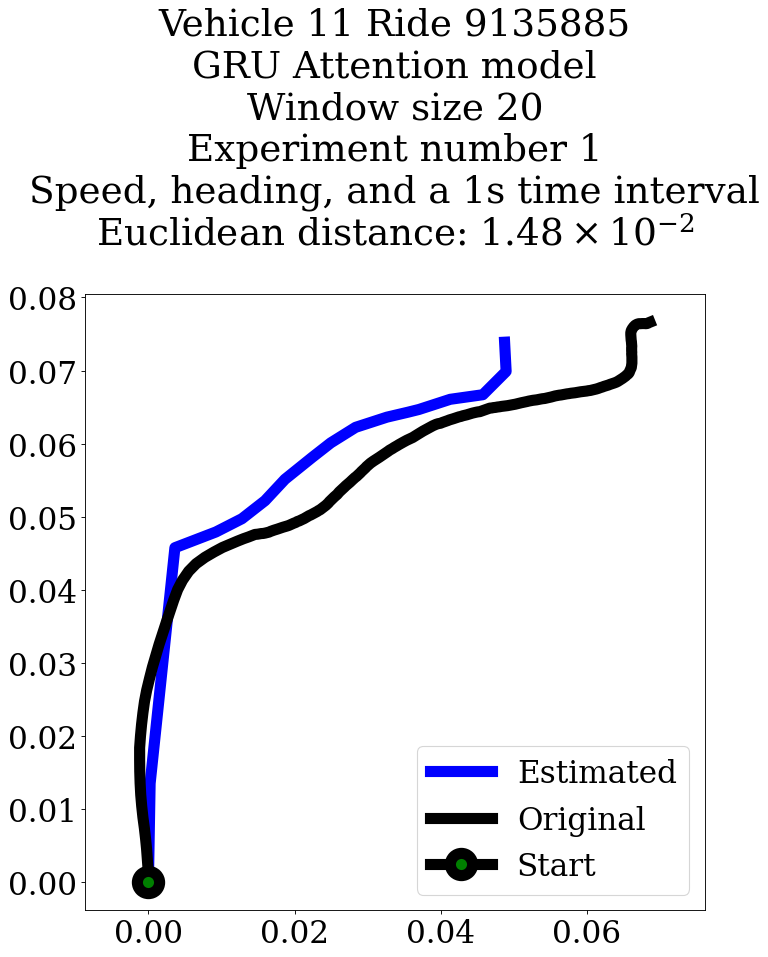 Vehicle 11 Ride 9135885
GRU Attention model
Window size 20
Experiment number 1
Speed, heading, and a 1s time interval
Euclidean distance: 1.48 × 10⁻²
0.08
0.07
0.06
0.05
0.04
0.03
0.02
0.01
0.00
Estimated
Original
Start
0.00 0.02 0.04 0.06